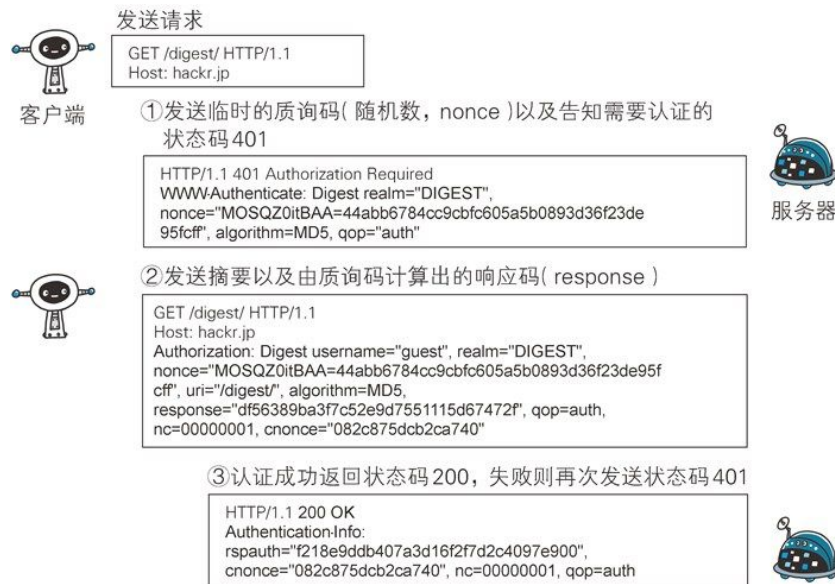 发送请求
GET /digest/ HTTP/1.1
Host: hackr.jp
客户端
①发送临时的质询码(随机数，nonce)以及告知需要认证的
状态码401
HTTP/1.1 401 Authorization Required
WWW-Authenticate: Digest realm="DIGEST",
nonce="MOSQZ0itBAA=44abb6784cc9cbfc605a5b0893d36f23de
95fcff", algorithm=MD5, qop="auth"
服务器
②发送摘要以及由质询码计算出的响应码(response)
GET /digest/ HTTP/1.1
Host: hackr.jp
Authorization: Digest username="guest", realm="DIGEST",
nonce="MOSQZ0itBAA=44abb6784cc9cbfc605a5b0893d36f23de95f
cff", uri="/digest/", algorithm=MD5,
response="df56389ba3f7c52e9d7551115d67472f", qop=auth,
nc=00000001, cnonce="082c875dcb2ca740"
③认证成功返回状态码200，失败则再次发送状态码401
HTTP/1.1 200 OK
Authentication-Info:
rspauth="f218e9ddb407a3d16f2f7d2c4097e900",
cnonce="082c875dcb2ca740", nc=00000001, qop=auth